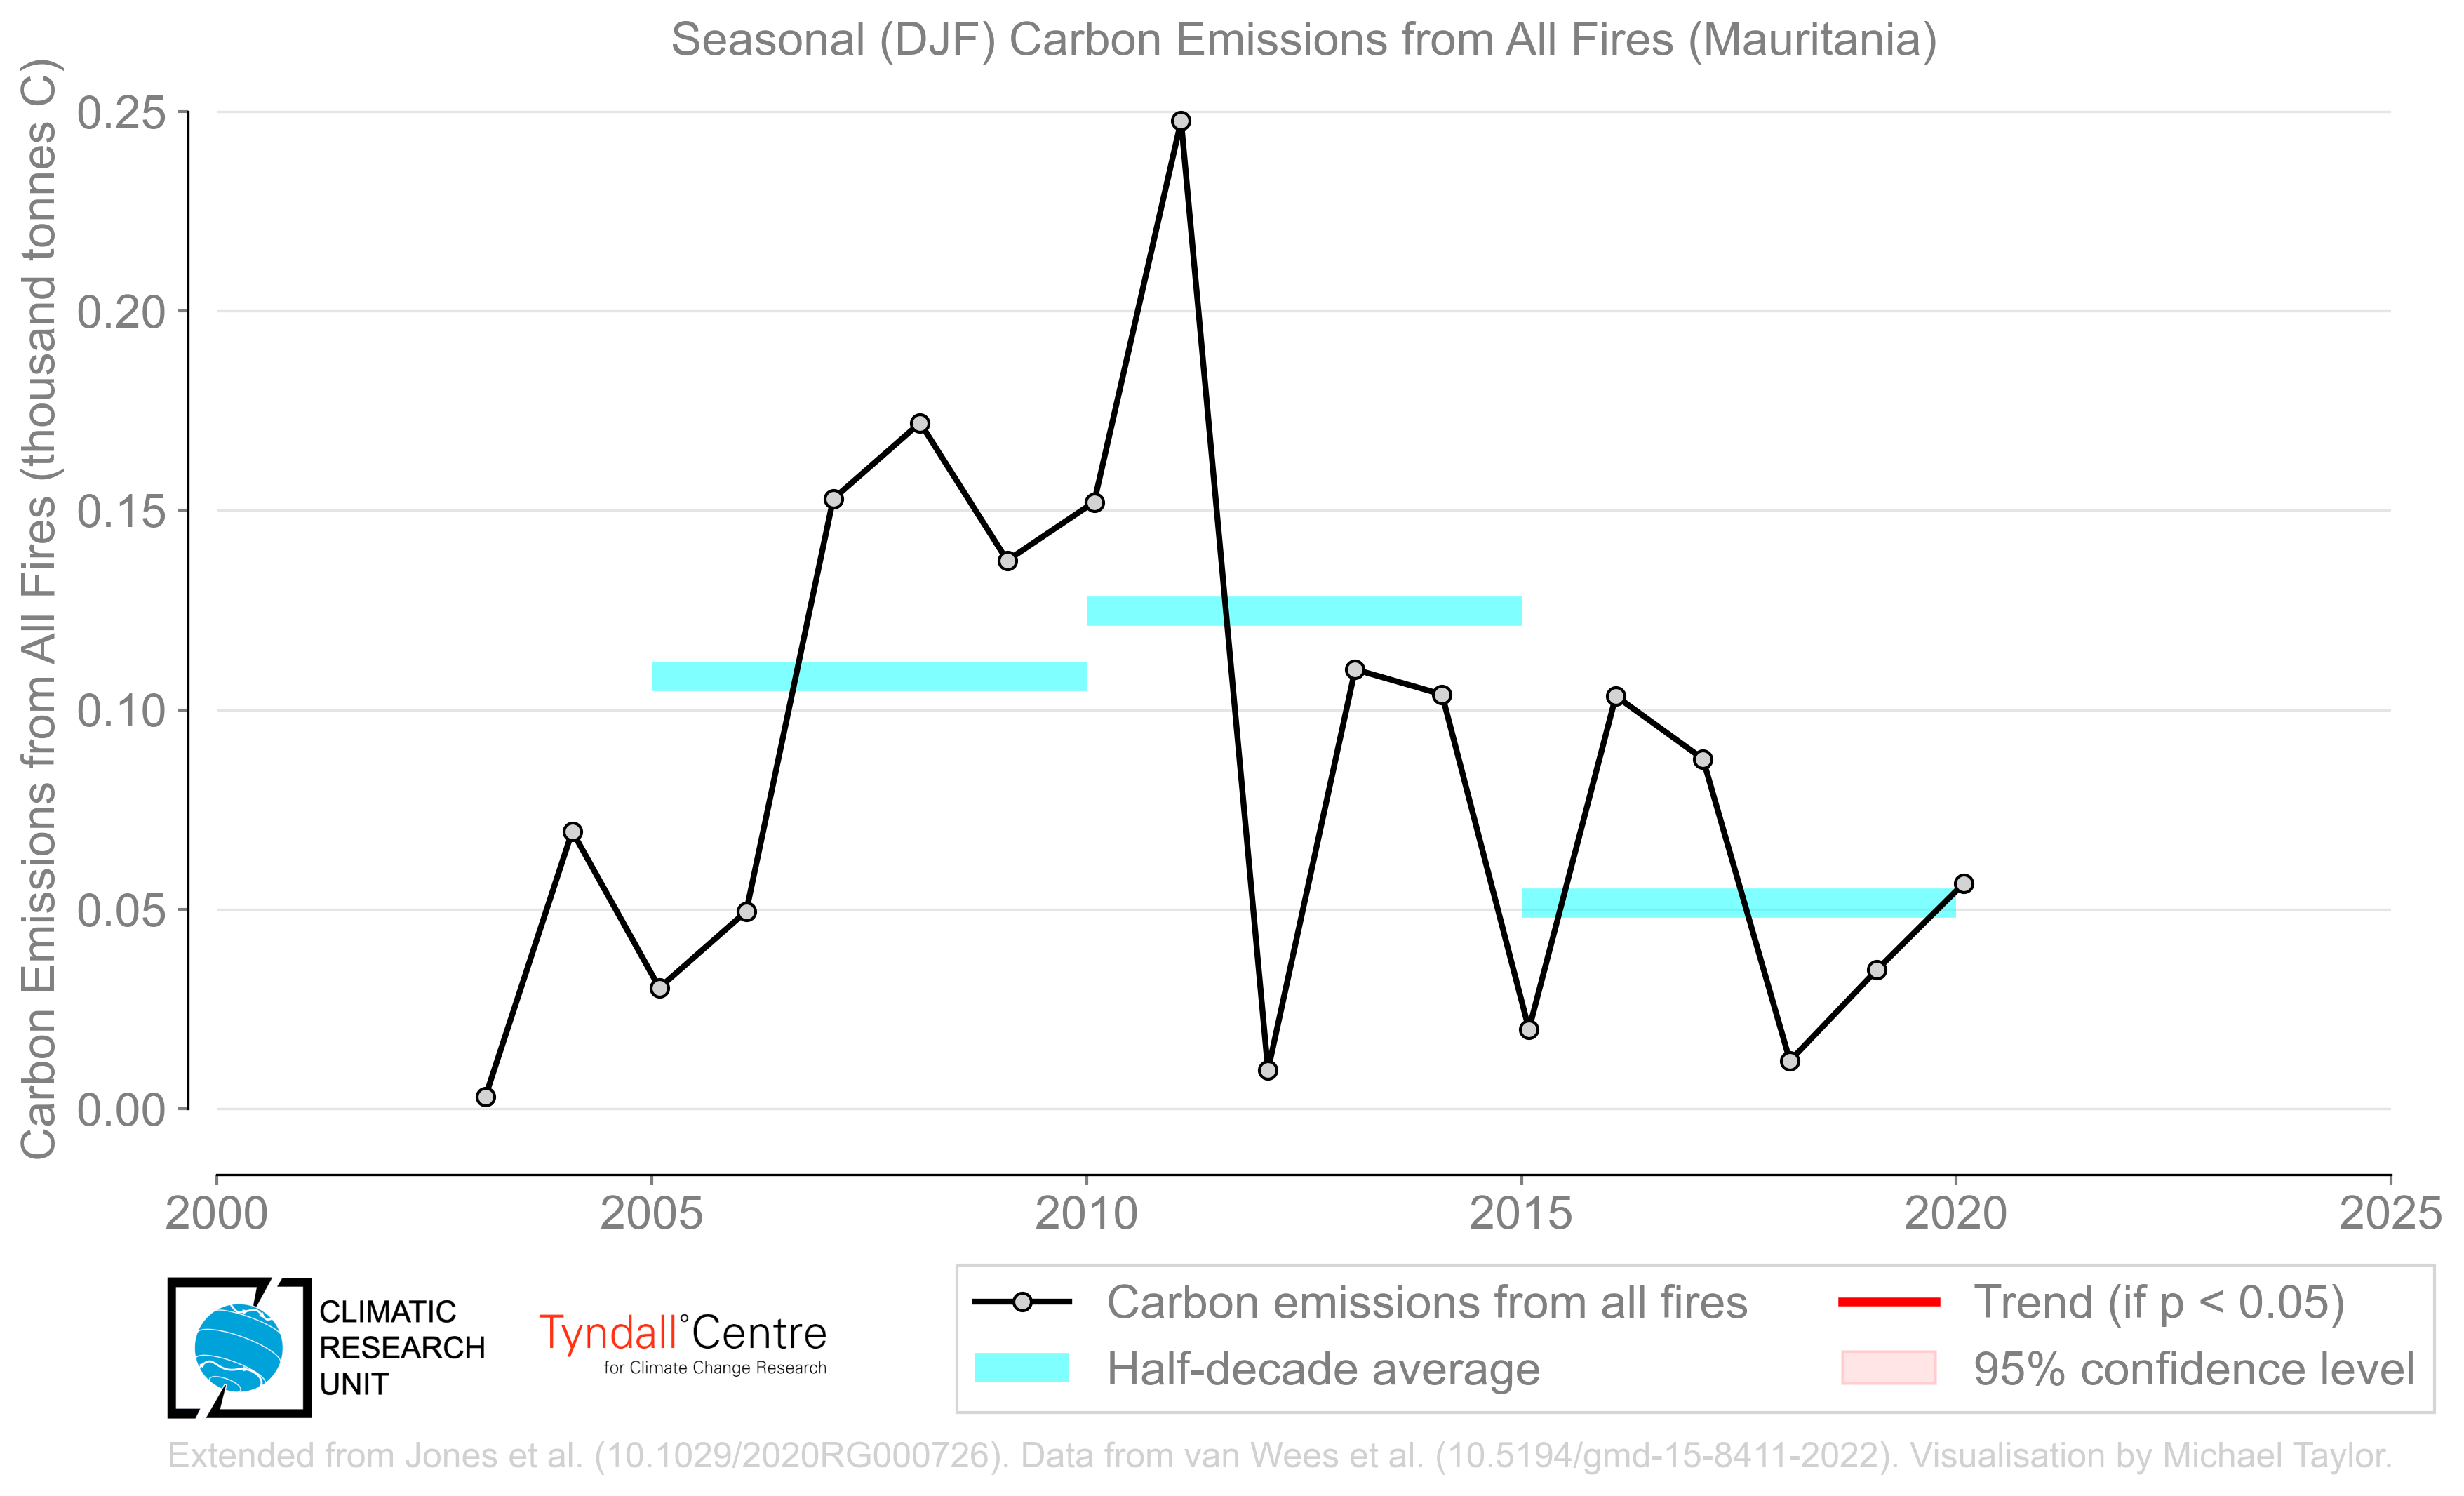 Seasonal (DJF) Carbon Emissions from All Fires (Mauritania)
Carbon Emissions from All Fires (thousand tonnes C)
0.25
0.20
0.15
0.10
0.05
0.00
2000
2005
2010
2015
2020
2025
CLIMATIC
RESEARCH
UNIT
Tyndall°Centre
for Climate Change Research
Carbon emissions from all fires
Half-decade average
Trend (if p < 0.05)
95% confidence level
Extended from Jones et al. (10.1029/2020RG000726). Data from van Wees et al. (10.5194/gmd-15-8411-2022). Visualisation by Michael Taylor.